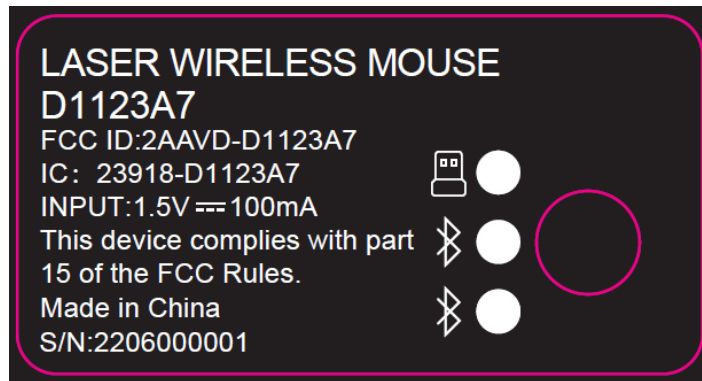 LASER WIRELESS MOUSE
D1123A7
FCC ID:2AAVD-D1123A7
IC: 23918-D1123A7
INPUT:1.5V⎓100mA
This device complies with part
15 of the FCC Rules.
Made in China
S/N:2206000001